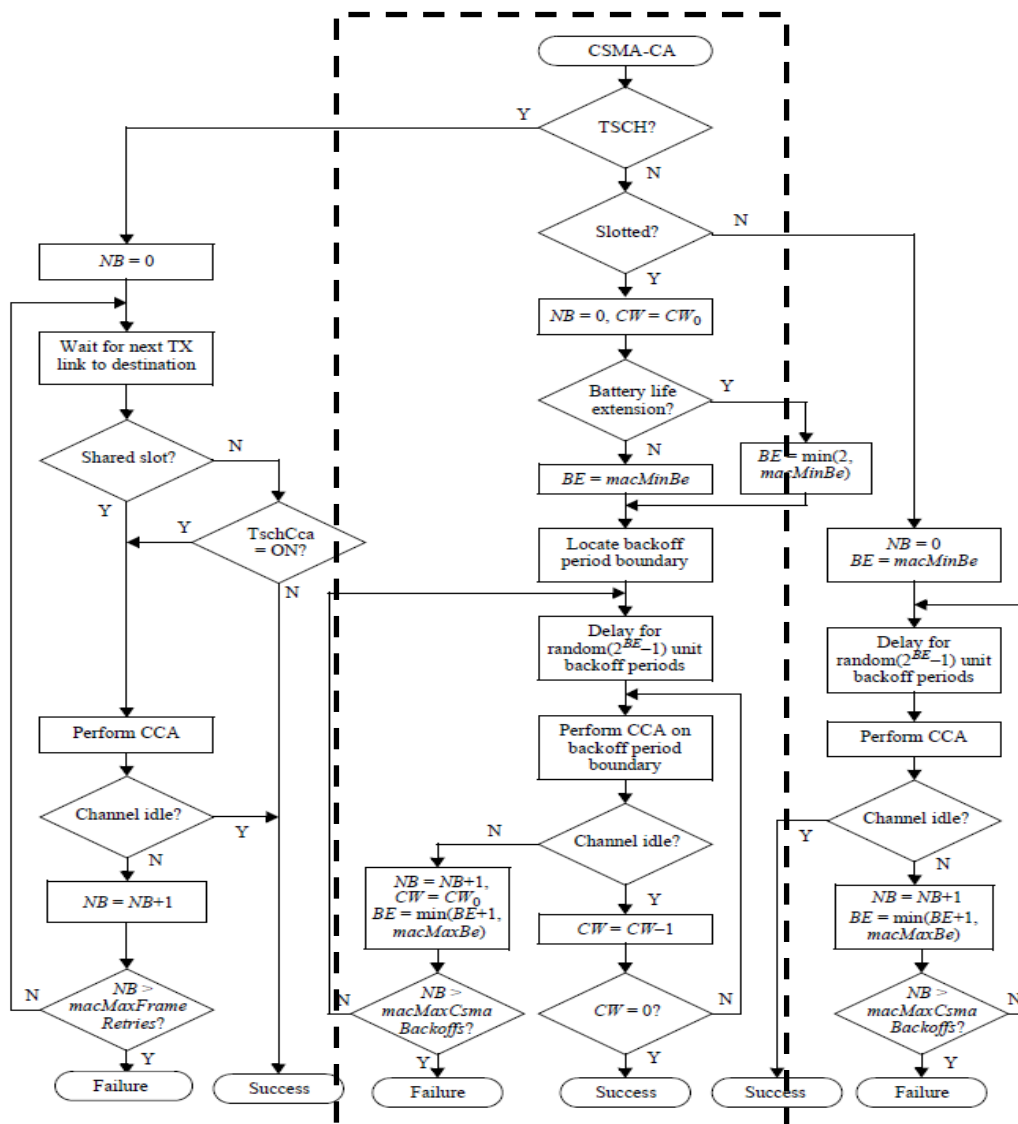 CSMA-CA
TSCH?
Y
N
Slotted?
N
Y
NB = 0
NB = 0, CW = CW0
Wait for next TX
link to destination
Battery life
extension?
Y
N
BE = min(2,
macMinBe)
BE = macMinBe
Shared slot?
N
Y
TschCca
= ON?
Y
N
Locate backoff
period boundary
NB = 0
BE = macMinBe
Delay for
random(2^BE–1) unit
backoff periods
Delay for
random(2^BE–1) unit
backoff periods
Perform CCA
Perform CCA on
backoff period
boundary
Perform CCA
Channel idle?
Y
N
Channel idle?
N
Y
Channel idle?
Y
N
NB = NB+1
NB = NB+1,
CW = CW0
BE = min(BE+1,
macMaxBe)
CW = CW–1
NB = NB+1
BE = min(BE+1,
macMaxBe)
NB >
macMaxFrame
Retries?
N
Y
NB >
macMaxCsma
Backoffs?
N
Y
CW = 0?
N
Y
NB >
macMaxCsma
Backoffs?
N
Y
Failure
Success
Failure
Success
Success
Failure